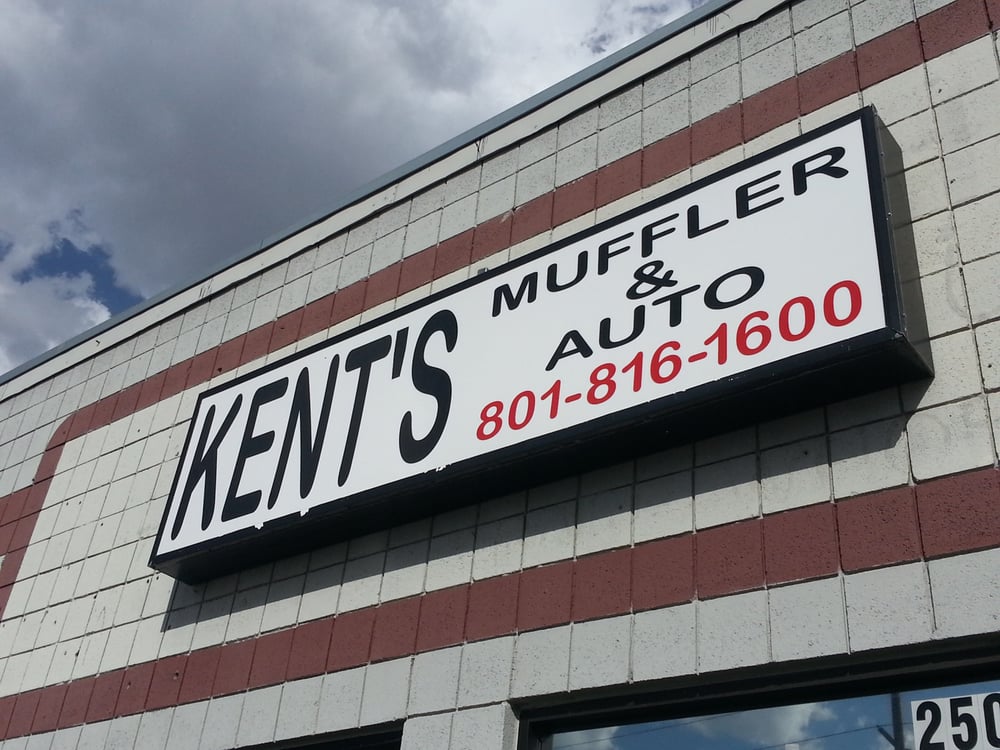 KENT'S
MUFFLER
&
AUTO
801-816-1600
250